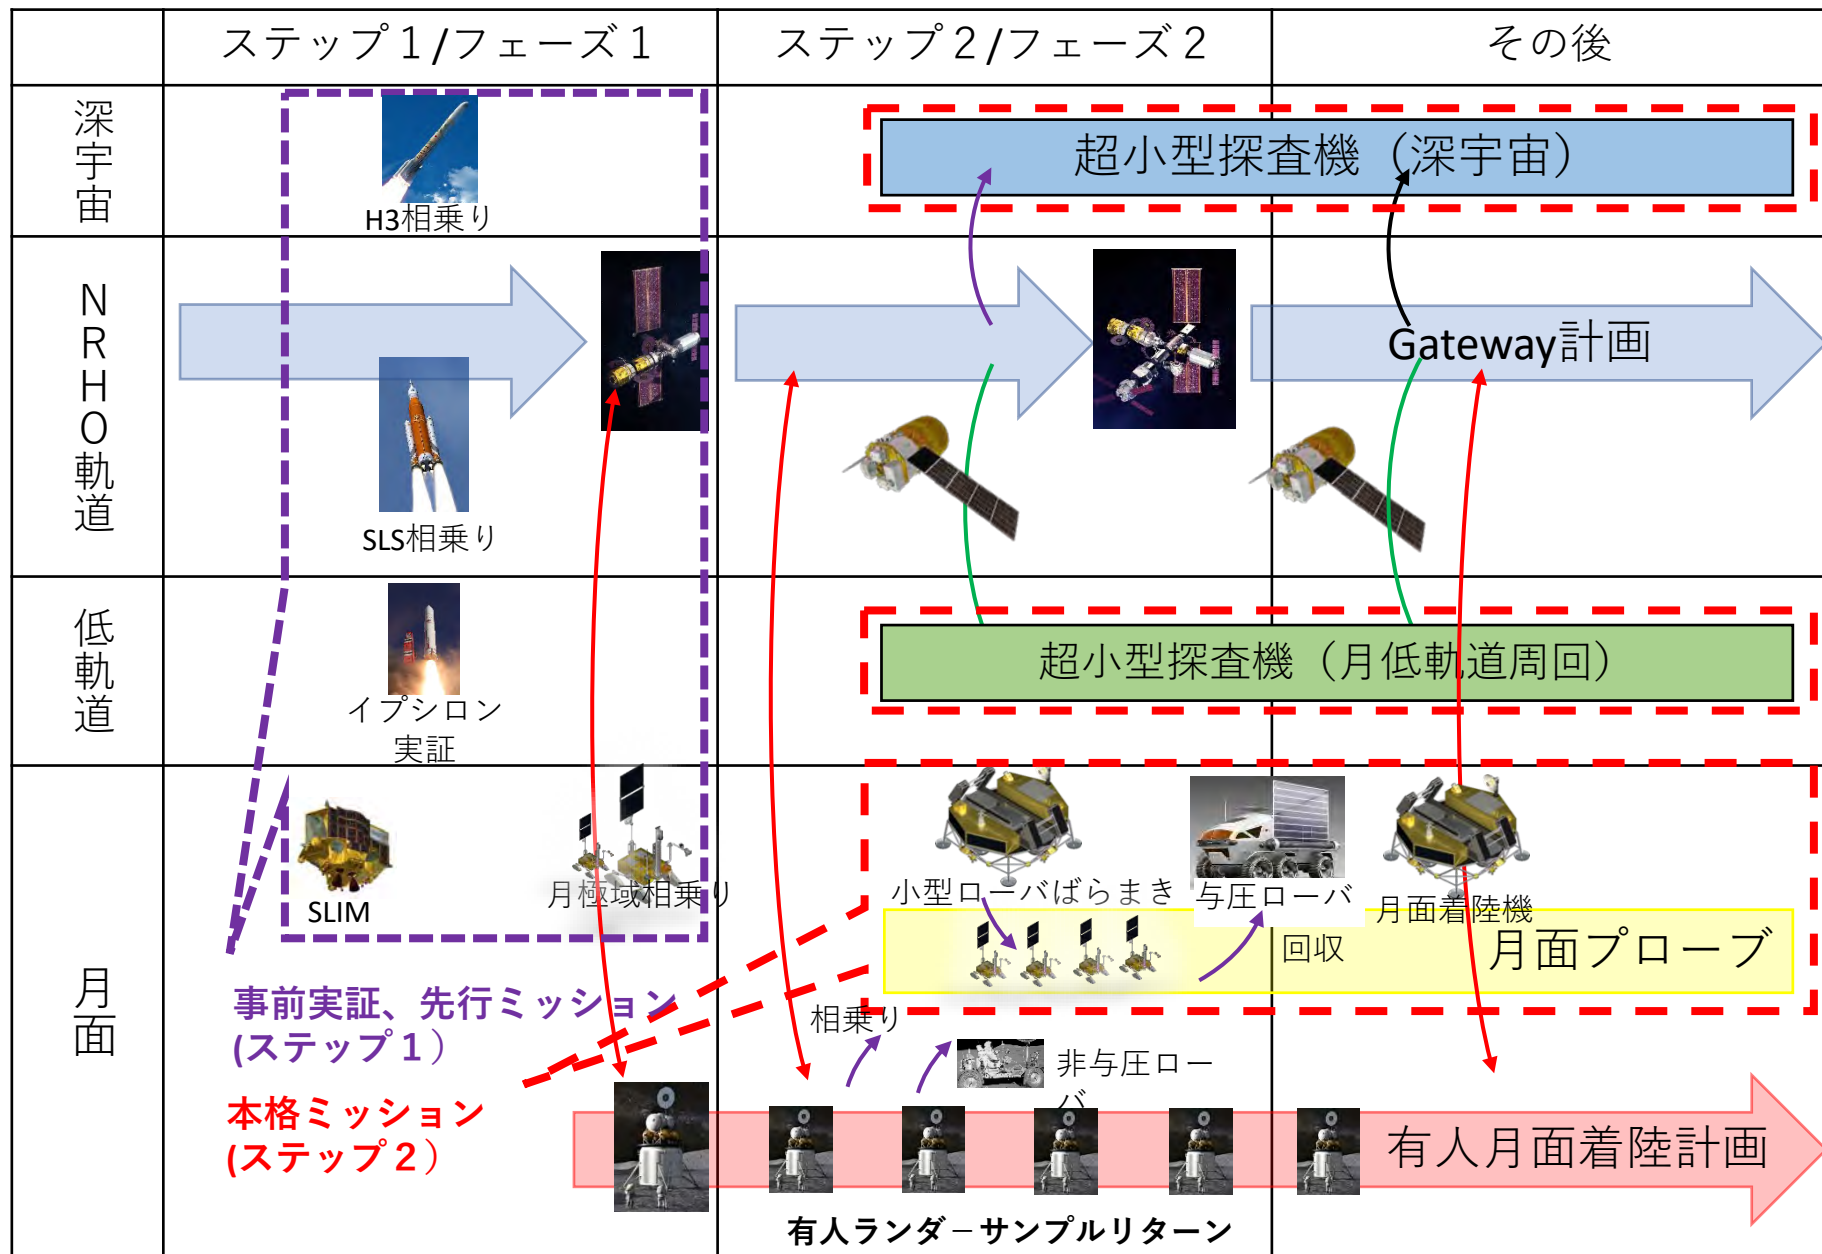 ステップ１/フェーズ１
ステップ２/フェーズ２
その後
深宇宙
H3相乗り
超小型探査機（深宇宙）
NRHO軌道
SLS相乗り
Gateway計画
低軌道
イプシロン
実証
超小型探査機（月低軌道周回）
月面
SLIM
月極域相乗り
小型ローバばらまき
与圧ローバ
月面着陸機
回収
月面プローブ
事前実証、先行ミッション
(ステップ１）
相乗り
非与圧ロー
バ
本格ミッション
(ステップ２）
有人月面着陸計画
有人ランダ－サンプルリターン